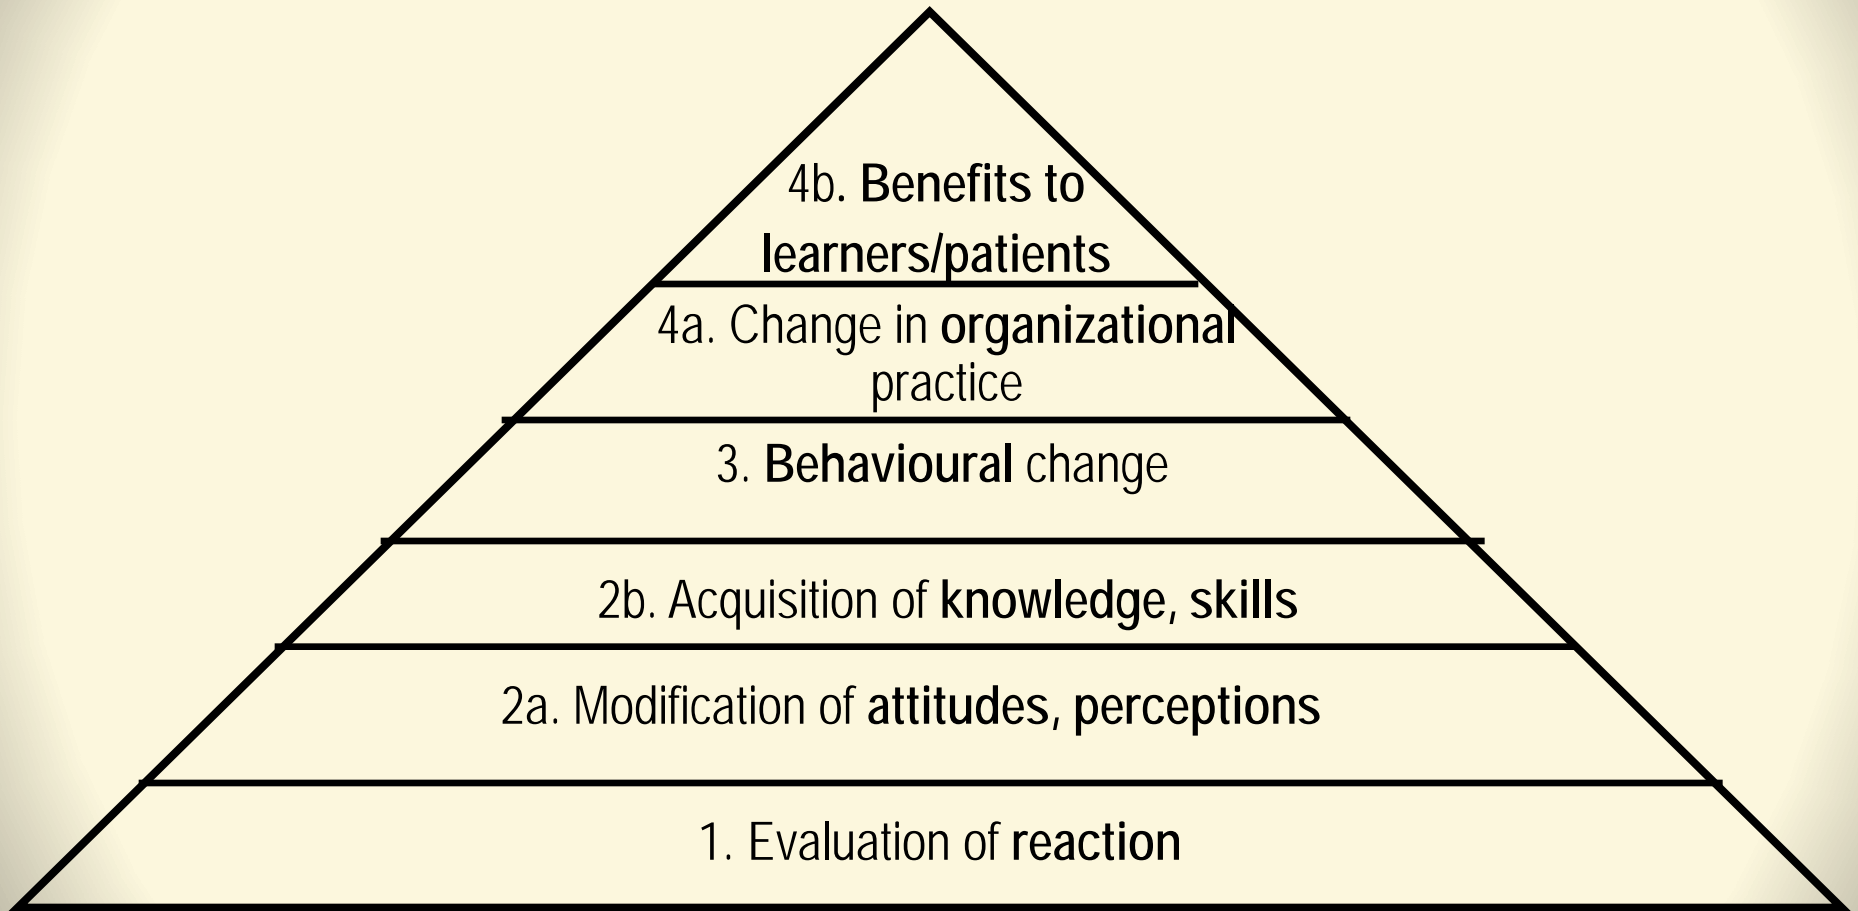 4b. Benefits to
learners/patients
4a. Change in organizational
practice
3. Behavioural change
2b. Acquisition of knowledge, skills
2a. Modification of attitudes, perceptions
1. Evaluation of reaction